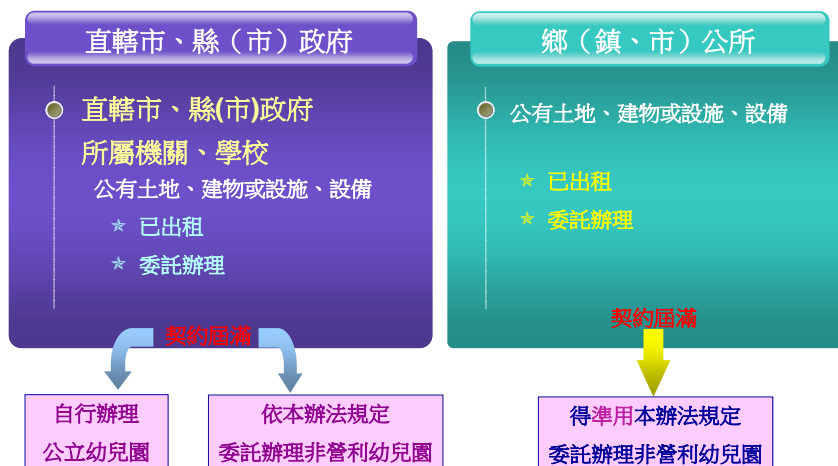 直轄市、縣（市）政府
直轄市、縣(市)政府
所屬機關、學校
公有土地、建物或設施、設備
已出租
委託辦理
契約屆滿
自行辦理
公立幼兒園
依本辦法規定
委託辦理非營利幼兒園
鄉（鎮、市）公所
公有土地、建物或設施、設備
已出租
委託辦理
契約屆滿
得準用本辦法規定
委託辦理非營利幼兒園